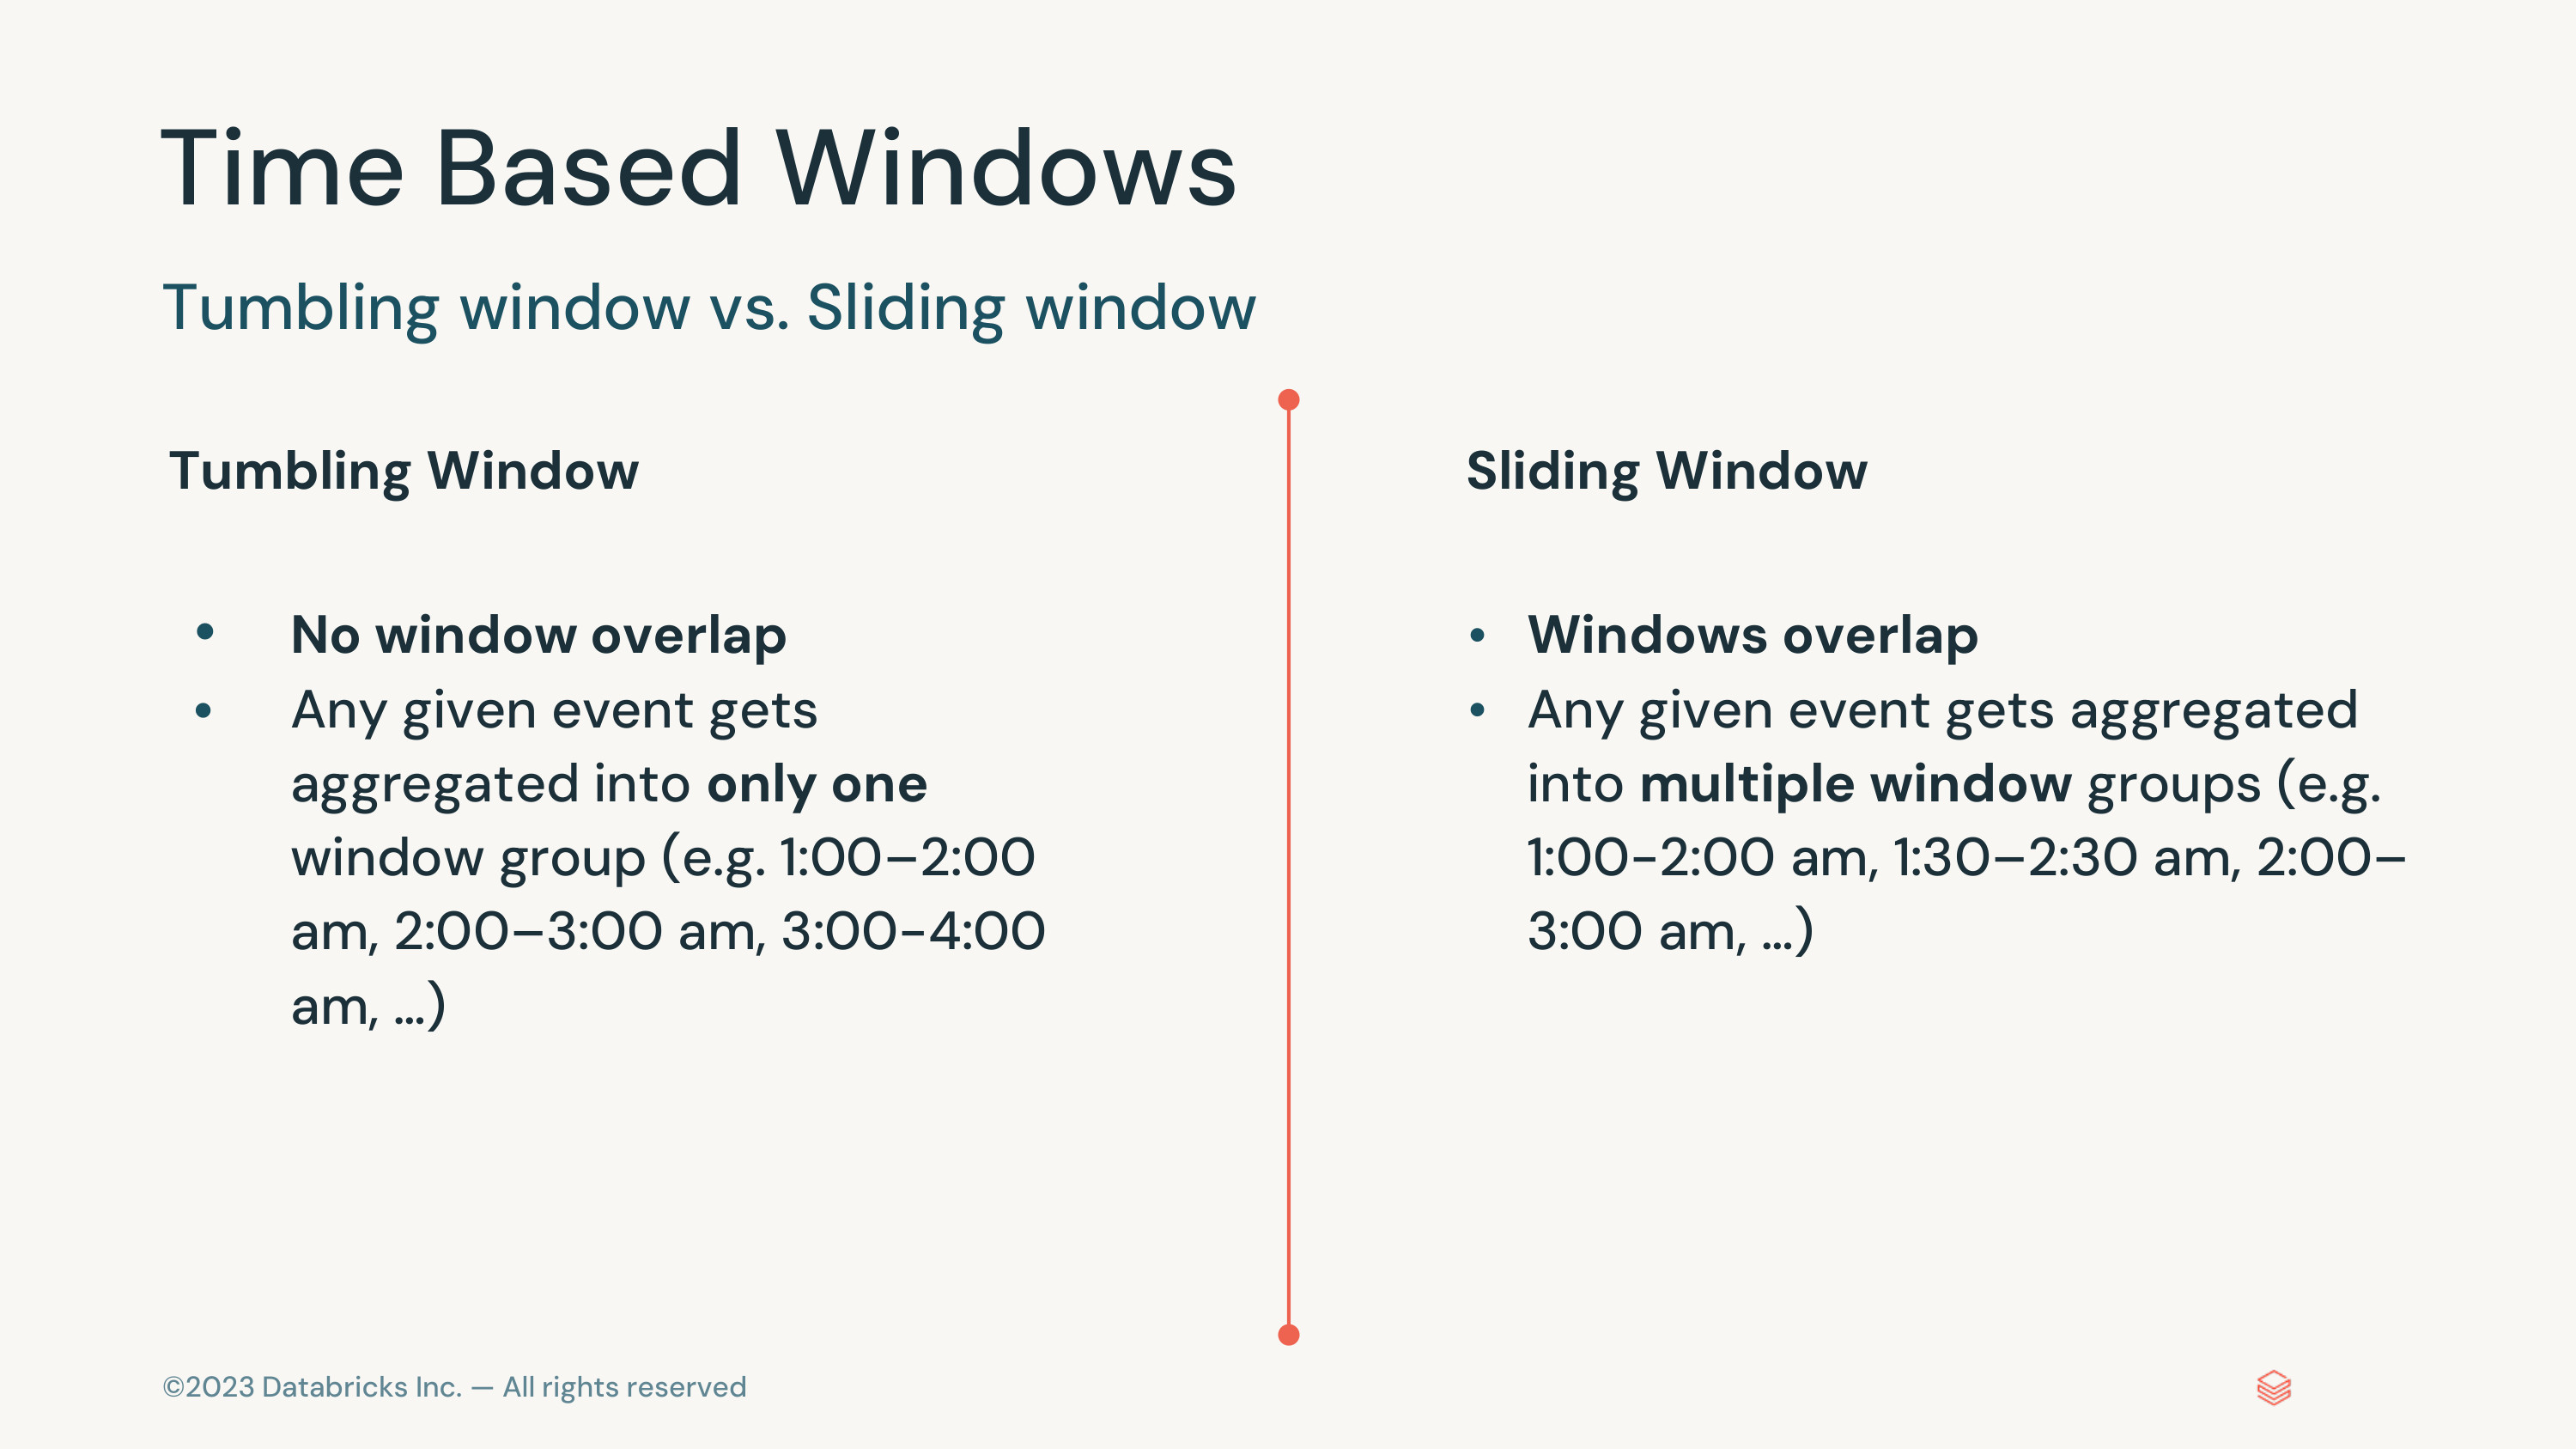 Time Based Windows
Tumbling window vs. Sliding window
Tumbling Window
• No window overlap
• Any given event gets
aggregated into only one
window group (e.g. 1:00–2:00
am, 2:00–3:00 am, 3:00-4:00
am, …)
Sliding Window
• Windows overlap
• Any given event gets aggregated
into multiple window groups (e.g.
1:00-2:00 am, 1:30–2:30 am, 2:00–
3:00 am, …)
©2023 Databricks Inc. — All rights reserved